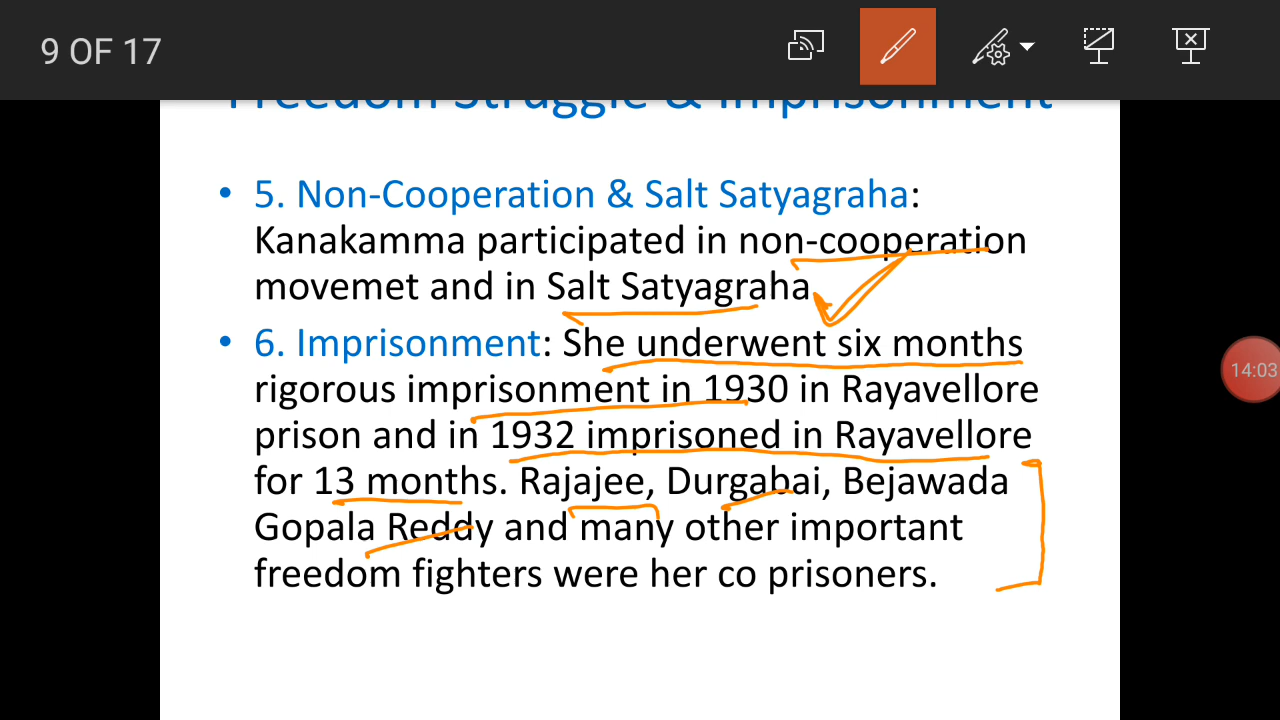 9 OF 17
Freedom Struggle & Imprisonment
• 5. Non-Cooperation & Salt Satyagraha:
Kanakamma participated in non-cooperation
movemet and in Salt Satyagraha
• 6. Imprisonment: She underwent six months
rigorous imprisonment in 1930 in Rayavellore
prison and in 1932 imprisoned in Rayavellore
for 13 months. Rajajee, Durgabai, Bejawada
Gopala Reddy and many other important
freedom fighters were her co prisoners.
14:03